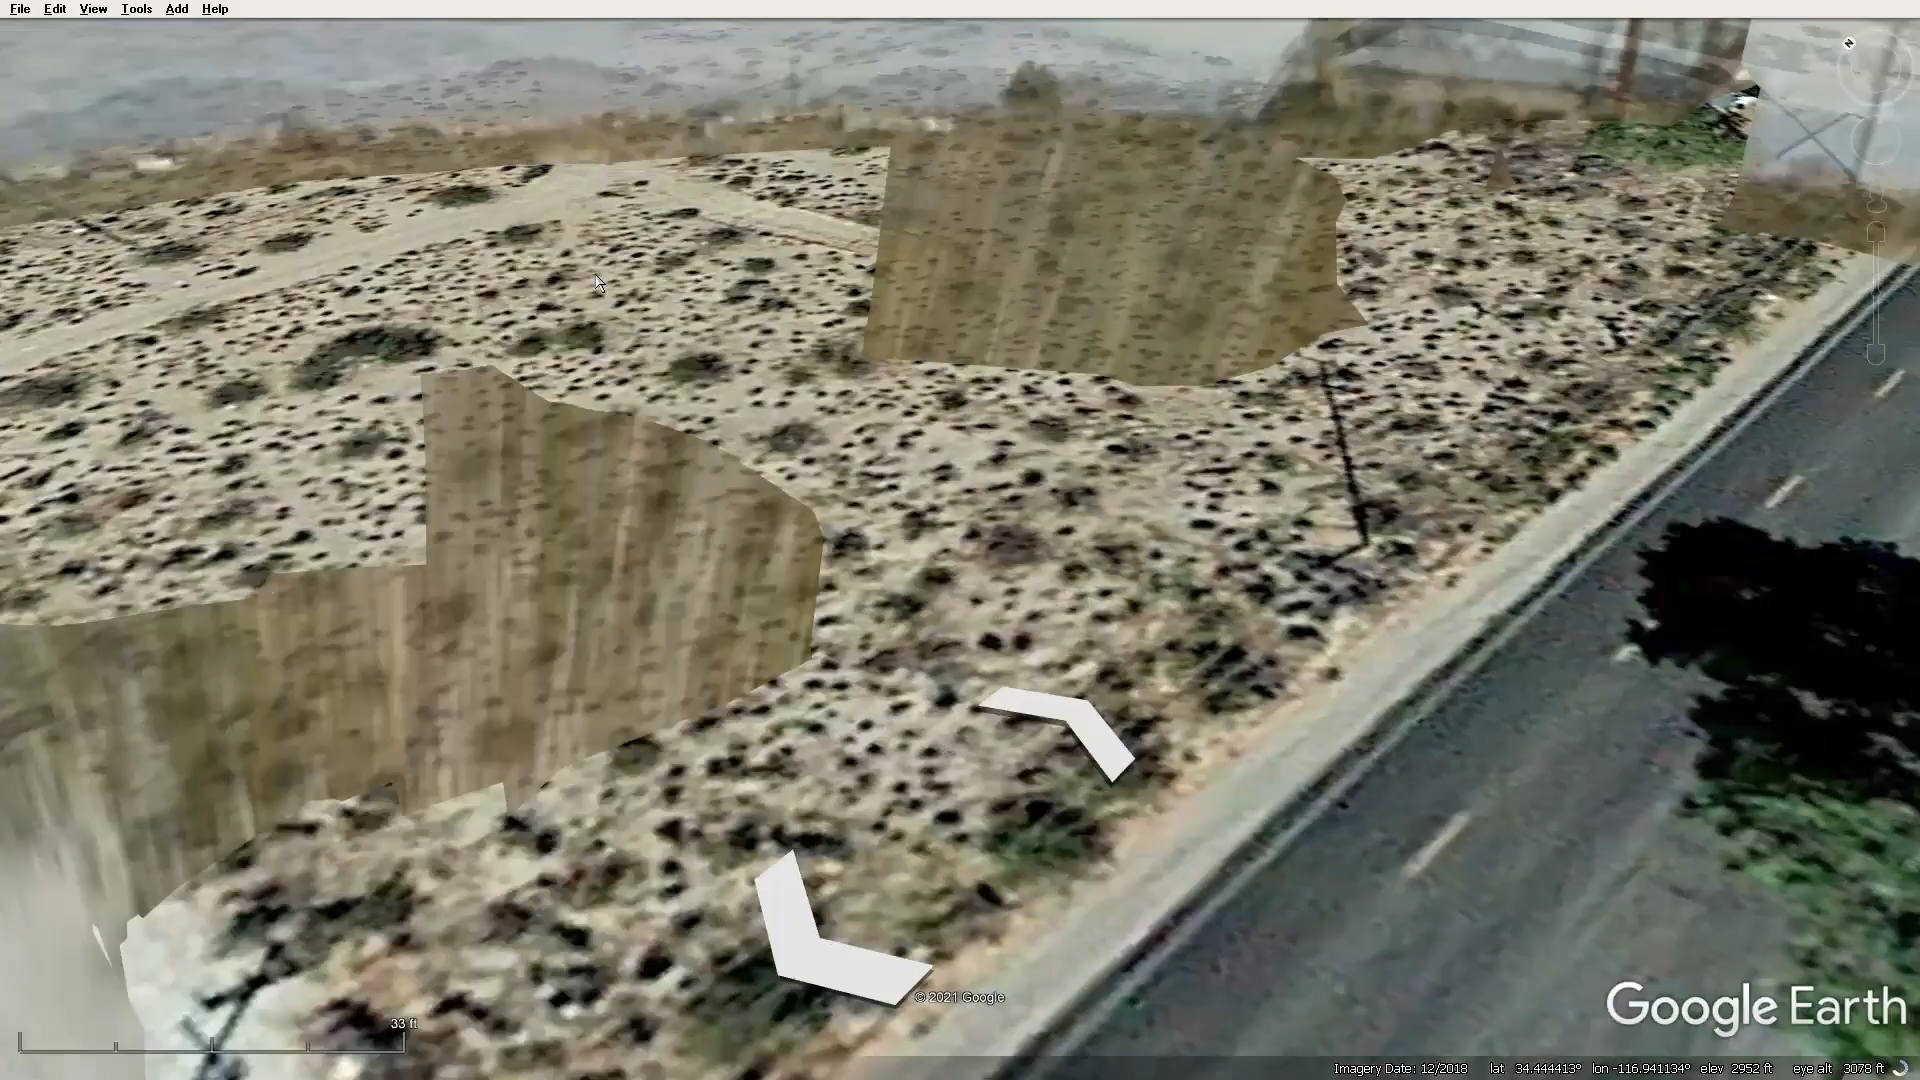 File Edit View Tools Add Help
N
© 2021 Google
33 ft
Google Earth
Imagery Date: 12/2018 lat 34.444413° lon -116.941134° elev 2952 ft eye alt 3078 ft